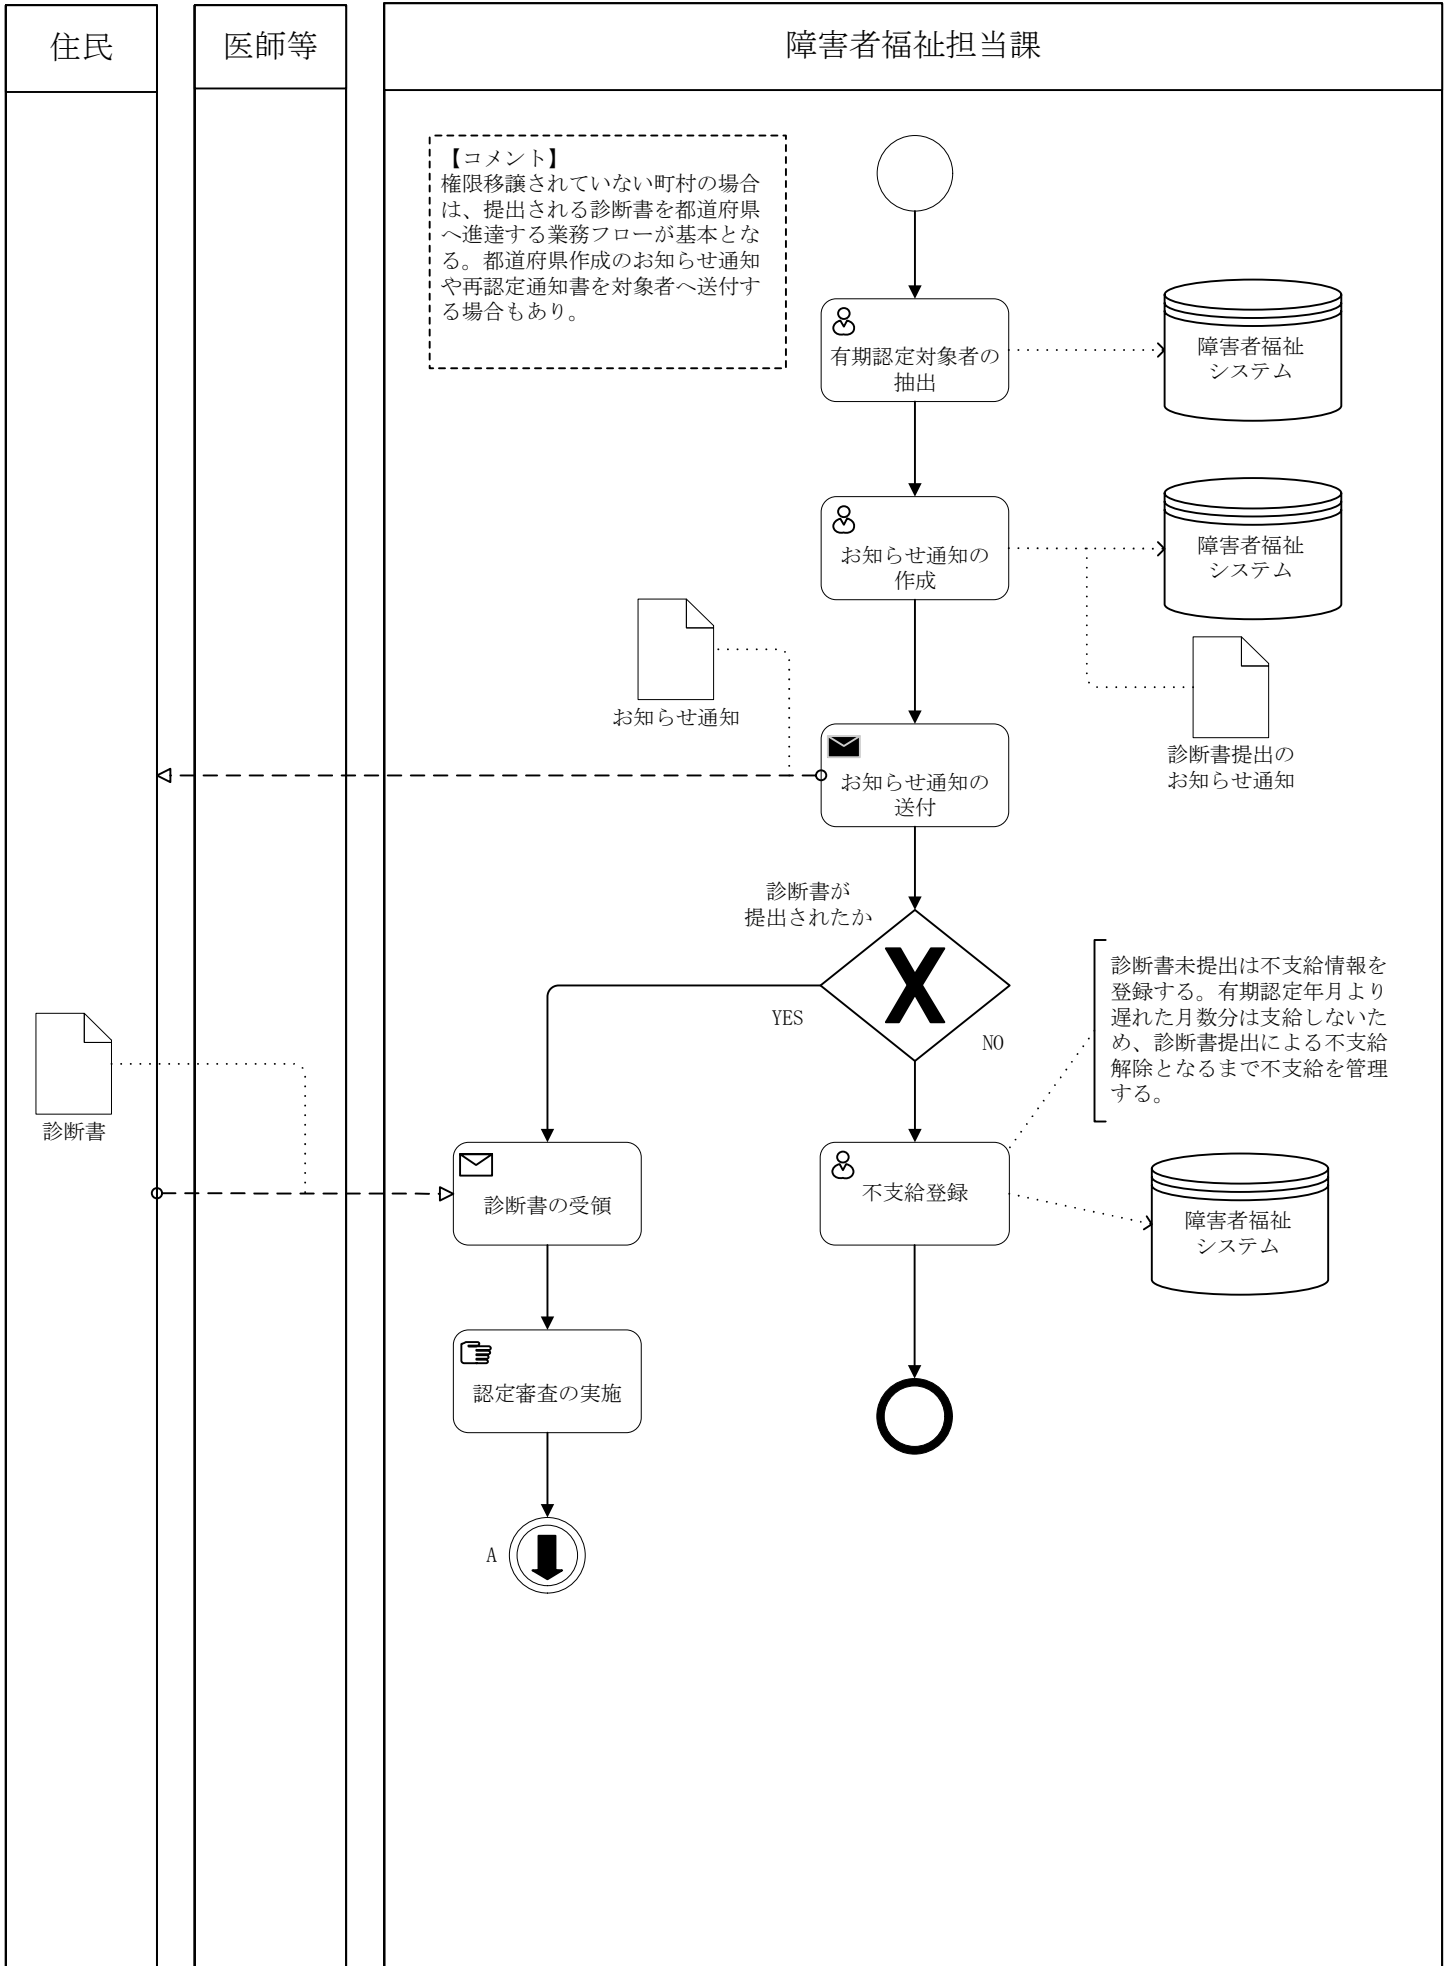 住民
医師等
障害者福祉担当課
【コメント】
権限移譲されていない町村の場合
は、提出される診断書を都道府県
へ進達する業務フローが基本とな
る。都道府県作成のお知らせ通知
や再認定通知書を対象者へ送付す
る場合もあり。
有期認定対象者の
抽出
障害者福祉
システム
お知らせ通知の
作成
障害者福祉
システム
お知らせ通知
診断書提出の
お知らせ通知
お知らせ通知の
送付
診断書が
提出されたか
YES
NO
診断書未提出は不支給情報を
登録する。有期認定年月より
遅れた月数分は支給しないた
め、診断書提出による不支給
解除となるまで不支給を管理
する。
診断書
診断書の受領
不支給登録
障害者福祉
システム
認定審査の実施
A